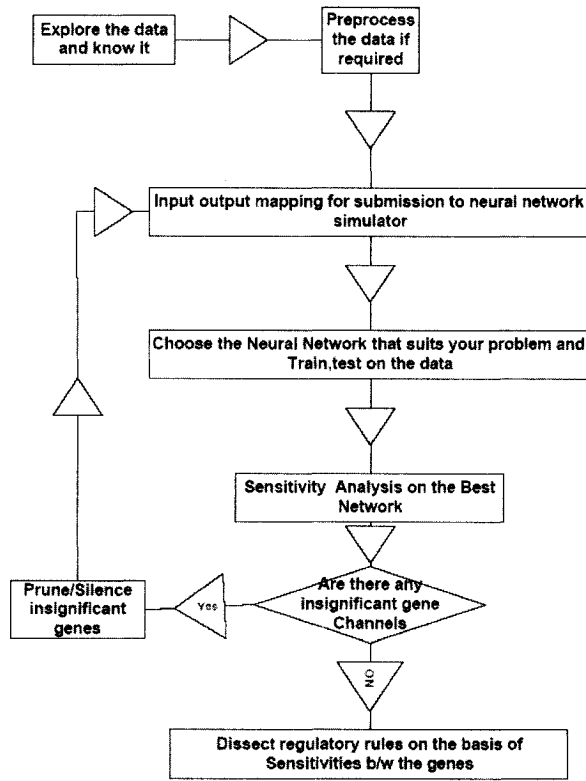 Explore the data
and know it
Preprocess
the data if
required
Input output mapping for submission to neural network
simulator
Choose the Neural Network that suits your problem and
Train,test on the data
Sensitivity Analysis on the Best
Network
Are there any
insignificant gene
Channels
Yes
Prune/Silence
insignificant
genes
NO
Dissect regulatory rules on the basis of
Sensitivities b/w the genes